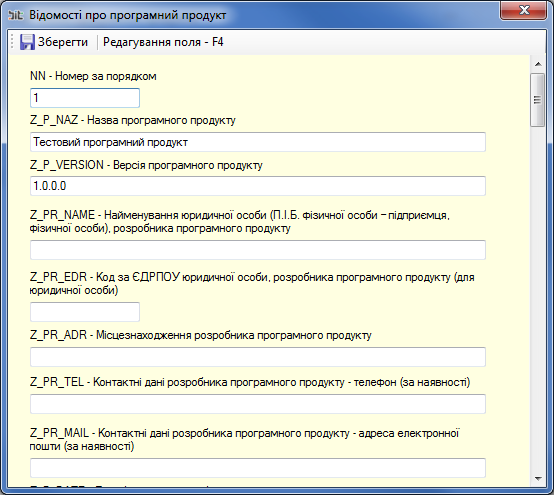 Відомості про програмний продукт
Зберегти Редагування поля - F4
NN - Номер за порядком
1
Z_P_NAZ - Назва програмного продукту
Тестовий програмний продукт
Z_P_VERSION - Версія програмного продукту
1.0.0.0
Z_PR_NAME - Найменування юридичної особи (П.І.Б. фізичної особи – підприємця,
фізичної особи), розробника програмного продукту
Z_PR_EDR - Код за ЄДРПОУ юридичної особи, розробника програмного продукту (для
юридичної особи)
Z_PR_ADR - Місцезнаходження розробника програмного продукту
Z_PR_TEL - Контактні дані розробника програмного продукту - телефон (за наявності)
Z_PR_MAIL - Контактні дані розробника програмного продукту - адреса електронної
пошти (за наявності)